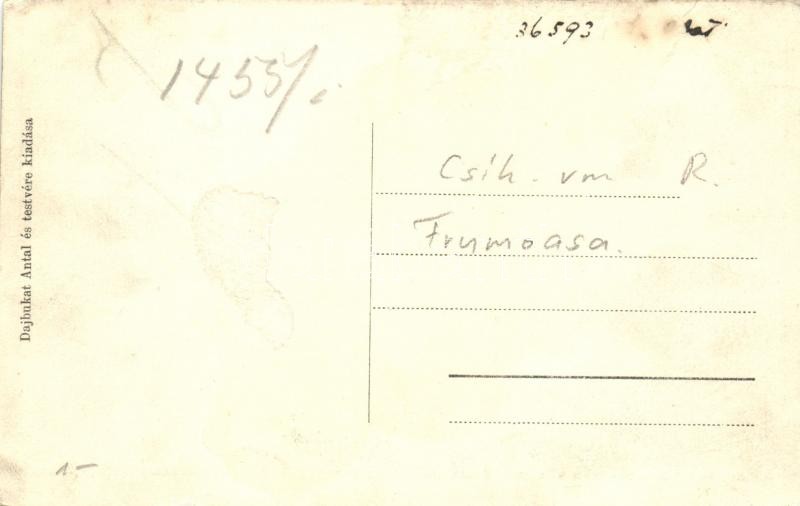 36593
1455/
Csík. vm R.
Frumoasa.
Dajbukat Antal és testvére kiadása
1-